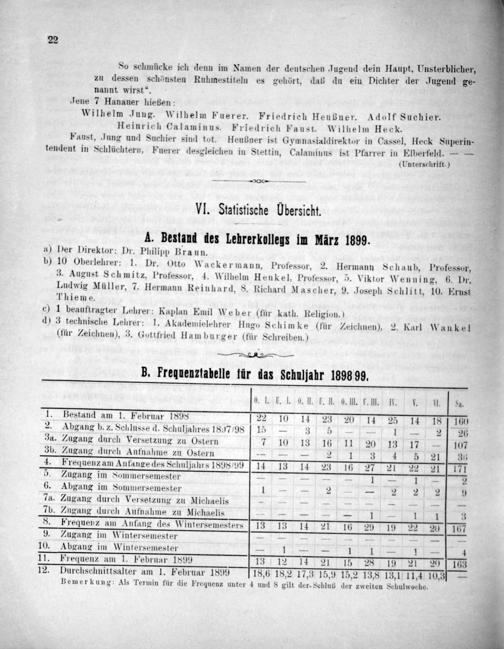 22
So schmücke ich denn im Namen der deutschen Jugend dein Haupt, Unsterblicher,
zu dessen schönsten Ruhmestiteln es gehört, daß du ein Dichter der Jugend ge-
nannt wirst".
Jene 7 Hanauer hießen:
Wilhelm Jung. Wilhelm Fuerer. Friedrich Heußner. Adolf Suchier.
Heinrich Calaminus. Friedrich Faust. Wilhelm Heck.
Faust, Jung und Suchier sind tot. Heußner ist Gymnasialdirektor in Cassel, Heck Superin-
tendent in Schlüchtern, Fuerer desgleichen in Stettin, Calaminus ist Pfarrer in Elberfeld. — —
(Unterschrift.)
VI. Statistische Übersicht.
A. Bestand des Lehrerkollegs im März 1899.
a) Der Direktor: Dr. Philipp Braun.
b) 10 Oberlehrer: 1. Dr. Otto Wackermann, Professor, 2. Hermann Schaub, Professor,
3. August Schmitz, Professor, 4. Wilhelm Henkel, Professor, 5. Viktor Wenning, 6. Dr.
Ludwig Müller, 7. Hermann Reinhard, 8. Richard Mascher, 9. Joseph Schlitt, 10. Ernst
Thieme.
c) 1 beauftragter Lehrer: Kaplan Emil Weber (für kath. Religion.)
d) 3 technische Lehrer: 1. Akademielehrer Hugo Schimke (für Zeichnen), 2. Karl Wankel
(für Zeichnen), 3. Gottfried Hamburger (für Schreiben.)
B. Frequenztabelle für das Schuljahr 1898/99.
O. I. U. I. O. II. U. II. O. III. U. III. IV. V. VI. Sa.
1. Bestand am 1. Februar 1898 22 10 14 23 20 14 25 14 18 160
2. Abgang b. z. Schlusse d. Schuljahres 1897/98 15 — 3 5 — — 1 — 2 26
3a. Zugang durch Versetzung zu Ostern 7 10 13 16 11 20 13 17 — 107
3b. Zugang durch Aufnahme zu Ostern — — — 2 1 3 4 5 21 36
4. Frequenz am Anfange des Schuljahrs 1898/99 14 13 14 23 16 27 21 22 21 171
5. Zugang im Sommersemester — — — — — 1 — 1 — 2
6. Abgang im Sommersemester 1 — — 2 — — 2 2 2 9
7a. Zugang durch Versetzung zu Michaelis — — — — — — — — — —
7b. Zugang durch Aufnahme zu Michaelis — — — — — 1 — 1 1 3
8. Frequenz am Anfang des Wintersemesters 13 13 14 21 16 29 19 22 20 167
9. Zugang im Wintersemester — — — — — — — — — —
10. Abgang im Wintersemester — 1 — — 1 1 — 1 — 4
11. Frequenz am 1. Februar 1899 13 12 14 21 15 28 19 21 20 163
12. Durchschnittsalter am 1. Februar 1899 18,6 18,2 17,3 15,9 15,2 13,8 13,1 11,4 10,3 —
Bemerkung: Als Termin für die Frequenz unter 4 und 8 gilt der Schluß der zweiten Schulwoche.